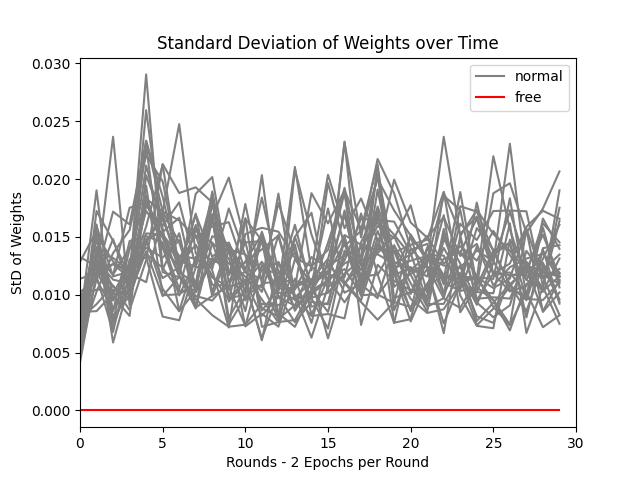 Standard Deviation of Weights over Time
normal
free
0.030
0.025
0.020
0.015
0.010
0.005
0.000
StD of Weights
0 5 10 15 20 25 30
Rounds - 2 Epochs per Round